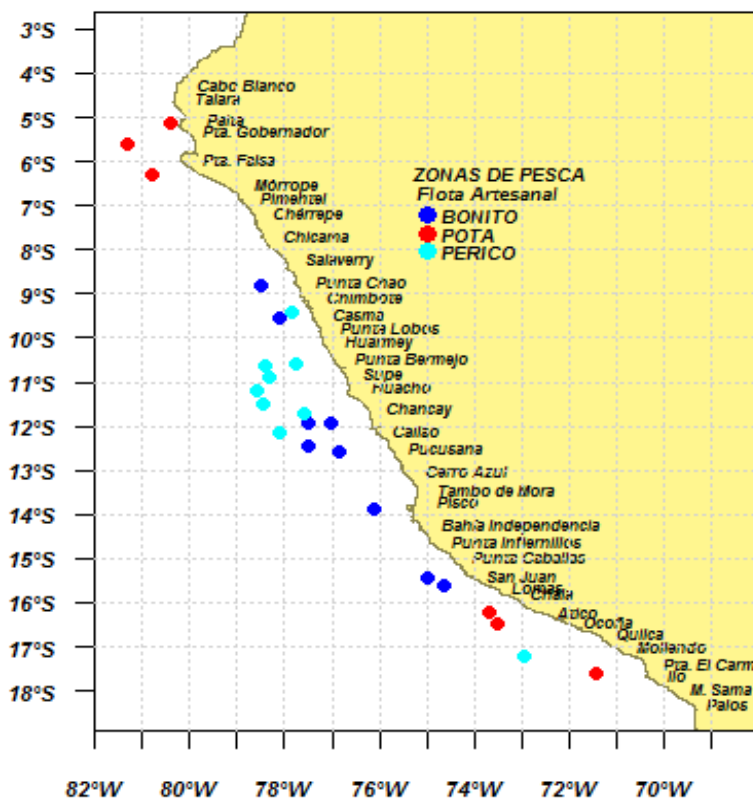 3°S
4°S
5°S
6°S
7°S
8°S
9°S
10°S
11°S
12°S
13°S
14°S
15°S
16°S
17°S
18°S
Cabo Blanco
Talara
Paita
Pta. Gobernador
Pta. Falsa
Mórrope
Pimentel
Chérrepe
Chicama
Salaverry
Punta Chao
Chimbote
Casma
Punta Lobos
Huarmey
Punta Bermejo
Supe
Huacho
Chancay
Callao
Pucusana
Cerro Azul
Tambo de Mora
Pisco
Bahía Independencia
Punta Infiernillos
Punta Caballas
San Juan
Lomas
Chala
Atico
Ocoña
Quilca
Mollendo
Pta. El Carm
Ilo
M. Sama
Palos
ZONAS DE PESCA
Flota Artesanal
BONITO
POTA
PERICO
82°W 80°W 78°W 76°W 74°W 72°W 70°W